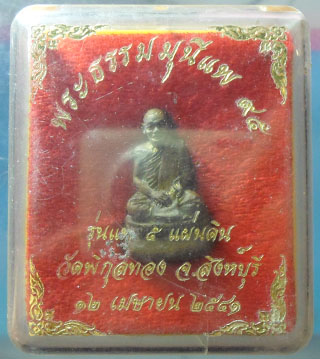 พระธรรมมุนีแพ ๙๖
รุ่นแพ ๕ แผ่นดิน
วัดพิกุลทอง จ.สิงห์บุรี
๑๒ เมษายน ๒๕๔๑